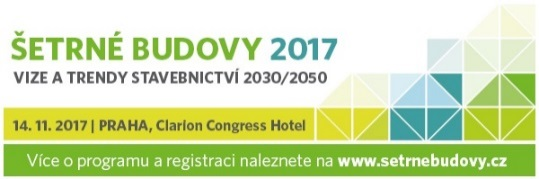 ŠETRNÉ BUDOVY 2017
VIZE A TRENDY STAVEBNICTVÍ 2030/2050
14. 11. 2017 | PRAHA, Clarion Congress Hotel
Více o programu a registraci naleznete na www.setrnebudovy.cz